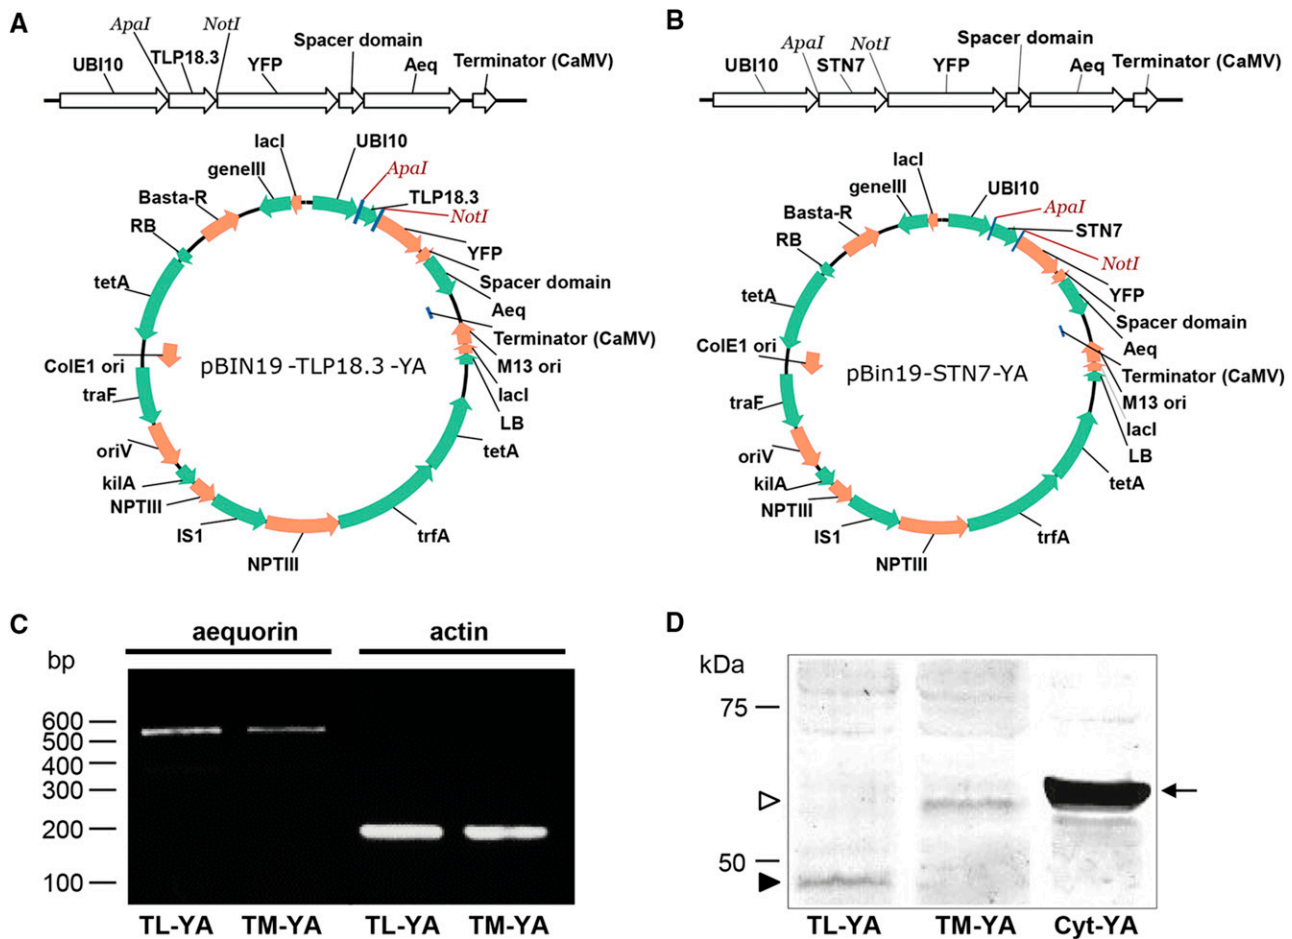 A
ApaI NotI
Spacer domain
UBI10 TLP18.3 YFP Aeq Terminator (CaMV)
lacI UBI10
geneIII ApaI
Basta-R TLP18.3
NotI
RB YFP
tetA Spacer domain
Aeq
Terminator (CaMV)
ColE1 ori pBIN19 -TLP18.3 -YA M13 ori
traF lacI
LB
oriV tetA
kilA
NPTIII
IS1 trfA
NPTIII
B
ApaI NotI Spacer domain
UBI10 STN7 YFP Aeq Terminator (CaMV)
lacI
geneIII UBI10
Basta-R ApaI
STN7
RB NotI
tetA YFP
Spacer domain
ColE1 ori Aeq
pBin19-STN7-YA Terminator (CaMV)
traF M13 ori
lacI
oriV LB
kilA tetA
NPTIII
IS1 trfA
NPTIII
C
aequorin actin
bp
600
500
400
300
200
100
TL-YA TM-YA TL-YA TM-YA
D
kDa
75
50
TL-YA TM-YA Cyt-YA